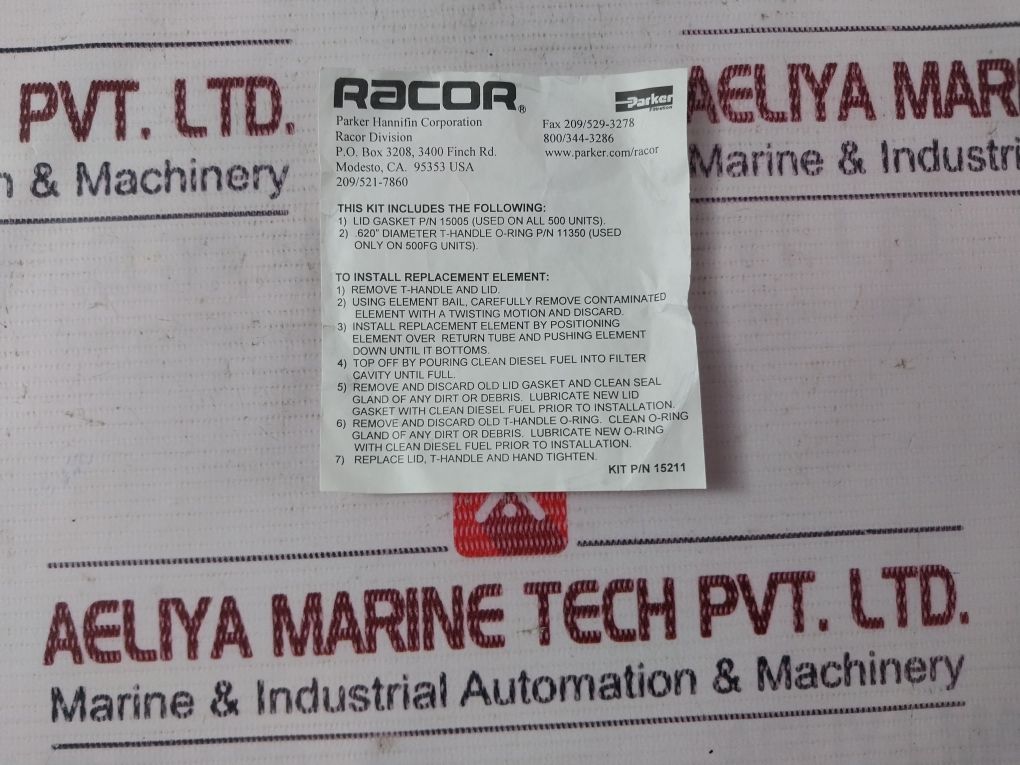 PVT. LTD.
& Machinery
AELIYA MARI
Marine & Industri
RACOR®
Parker
Filtration
Parker Hannifin Corporation
Racor Division
P.O. Box 3208, 3400 Finch Rd.
Modesto, CA. 95353 USA
209/521-7860
Fax 209/529-3278
800/344-3286
www.parker.com/racor
THIS KIT INCLUDES THE FOLLOWING:
1) LID GASKET P/N 15005 (USED ON ALL 500 UNITS).
2) .620" DIAMETER T-HANDLE O-RING P/N 11350 (USED
ONLY ON 500FG UNITS).
TO INSTALL REPLACEMENT ELEMENT:
1) REMOVE T-HANDLE AND LID.
2) USING ELEMENT BAIL, CAREFULLY REMOVE CONTAMINATED
ELEMENT WITH A TWISTING MOTION AND DISCARD.
3) INSTALL REPLACEMENT ELEMENT BY POSITIONING
ELEMENT OVER RETURN TUBE AND PUSHING ELEMENT
DOWN UNTIL IT BOTTOMS.
4) TOP OFF BY POURING CLEAN DIESEL FUEL INTO FILTER
CAVITY UNTIL FULL.
5) REMOVE AND DISCARD OLD LID GASKET AND CLEAN SEAL
GLAND OF ANY DIRT OR DEBRIS. LUBRICATE NEW LID
GASKET WITH CLEAN DIESEL FUEL PRIOR TO INSTALLATION.
6) REMOVE AND DISCARD OLD T-HANDLE O-RING. CLEAN O-RING
GLAND OF ANY DIRT OR DEBRIS. LUBRICATE NEW O-RING
WITH CLEAN DIESEL FUEL PRIOR TO INSTALLATION.
7) REPLACE LID, T-HANDLE AND HAND TIGHTEN.
KIT P/N 15211
AELIYA MARINE TECH PVT. LTD.
Marine & Industrial Automation & Machinery